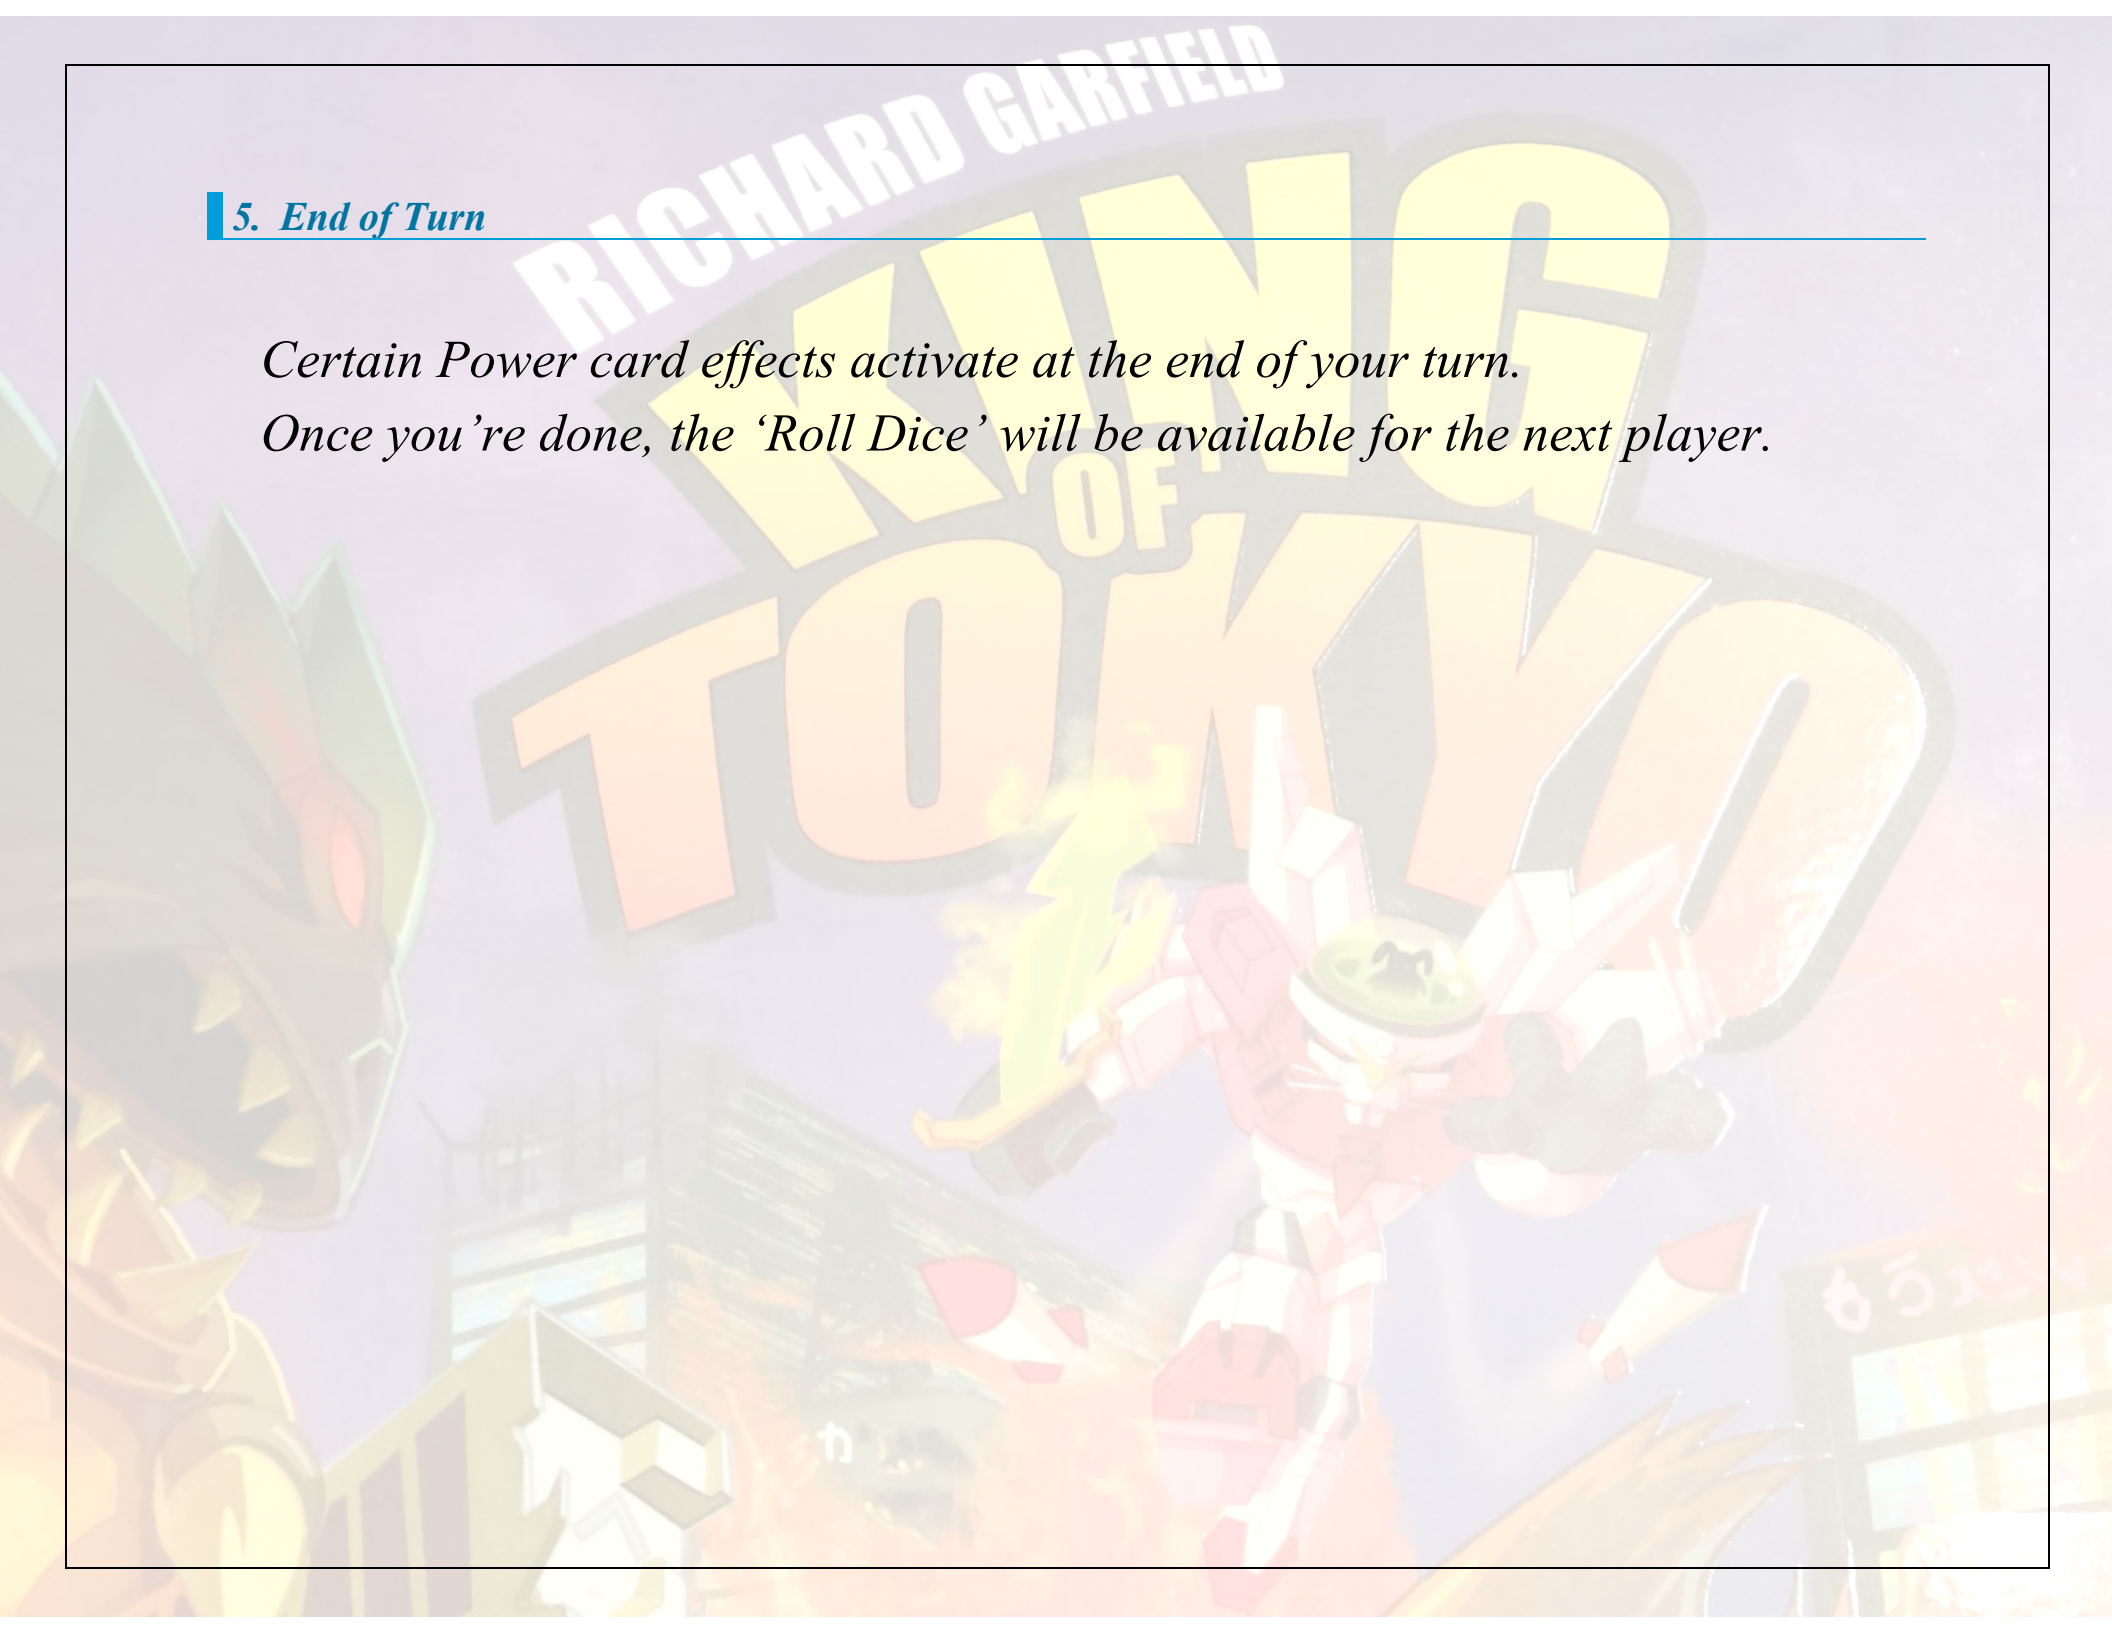 RICHARD GARFIELD
KING
OF
TOKYO
5. End of Turn
Certain Power card effects activate at the end of your turn.
Once you’re done, the ‘Roll Dice’ will be available for the next player.
カ